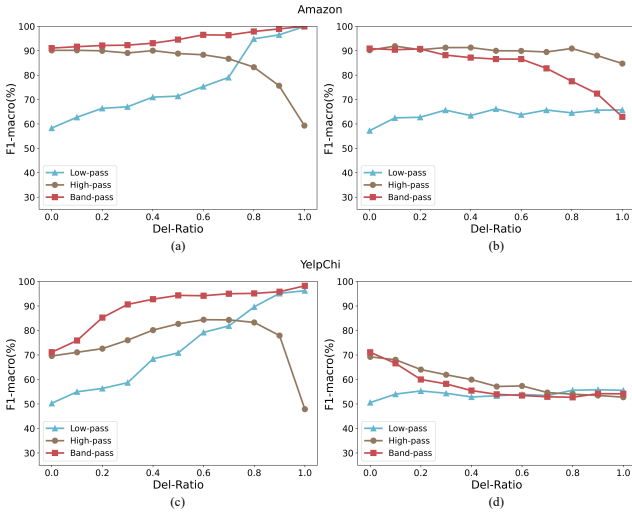 Amazon
F1-macro(%)
100
90
80
70
60
50
40
30
Low-pass
High-pass
Band-pass
0.0 0.2 0.4 0.6 0.8 1.0
Del-Ratio
(a)
F1-macro(%)
100
90
80
70
60
50
40
30
Low-pass
High-pass
Band-pass
0.0 0.2 0.4 0.6 0.8 1.0
Del-Ratio
(b)
YelpChi
F1-macro(%)
100
90
80
70
60
50
40
30
Low-pass
High-pass
Band-pass
0.0 0.2 0.4 0.6 0.8 1.0
Del-Ratio
(c)
F1-macro(%)
100
90
80
70
60
50
40
30
Low-pass
High-pass
Band-pass
0.0 0.2 0.4 0.6 0.8 1.0
Del-Ratio
(d)